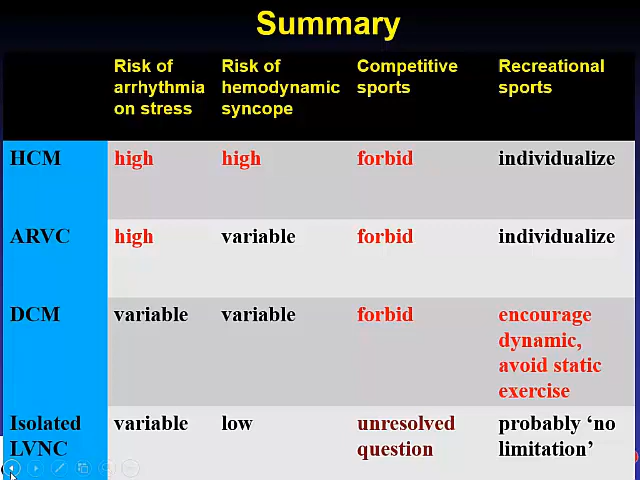 Summary
Risk of arrhythmia on stress
Risk of hemodynamic syncope
Competitive sports
Recreational sports
HCM
high
high
forbid
individualize
ARVC
high
variable
forbid
individualize
DCM
variable
variable
forbid
encourage
dynamic,
avoid static
exercise
Isolated
LVNC
variable
low
unresolved
question
probably ‘no
limitation’